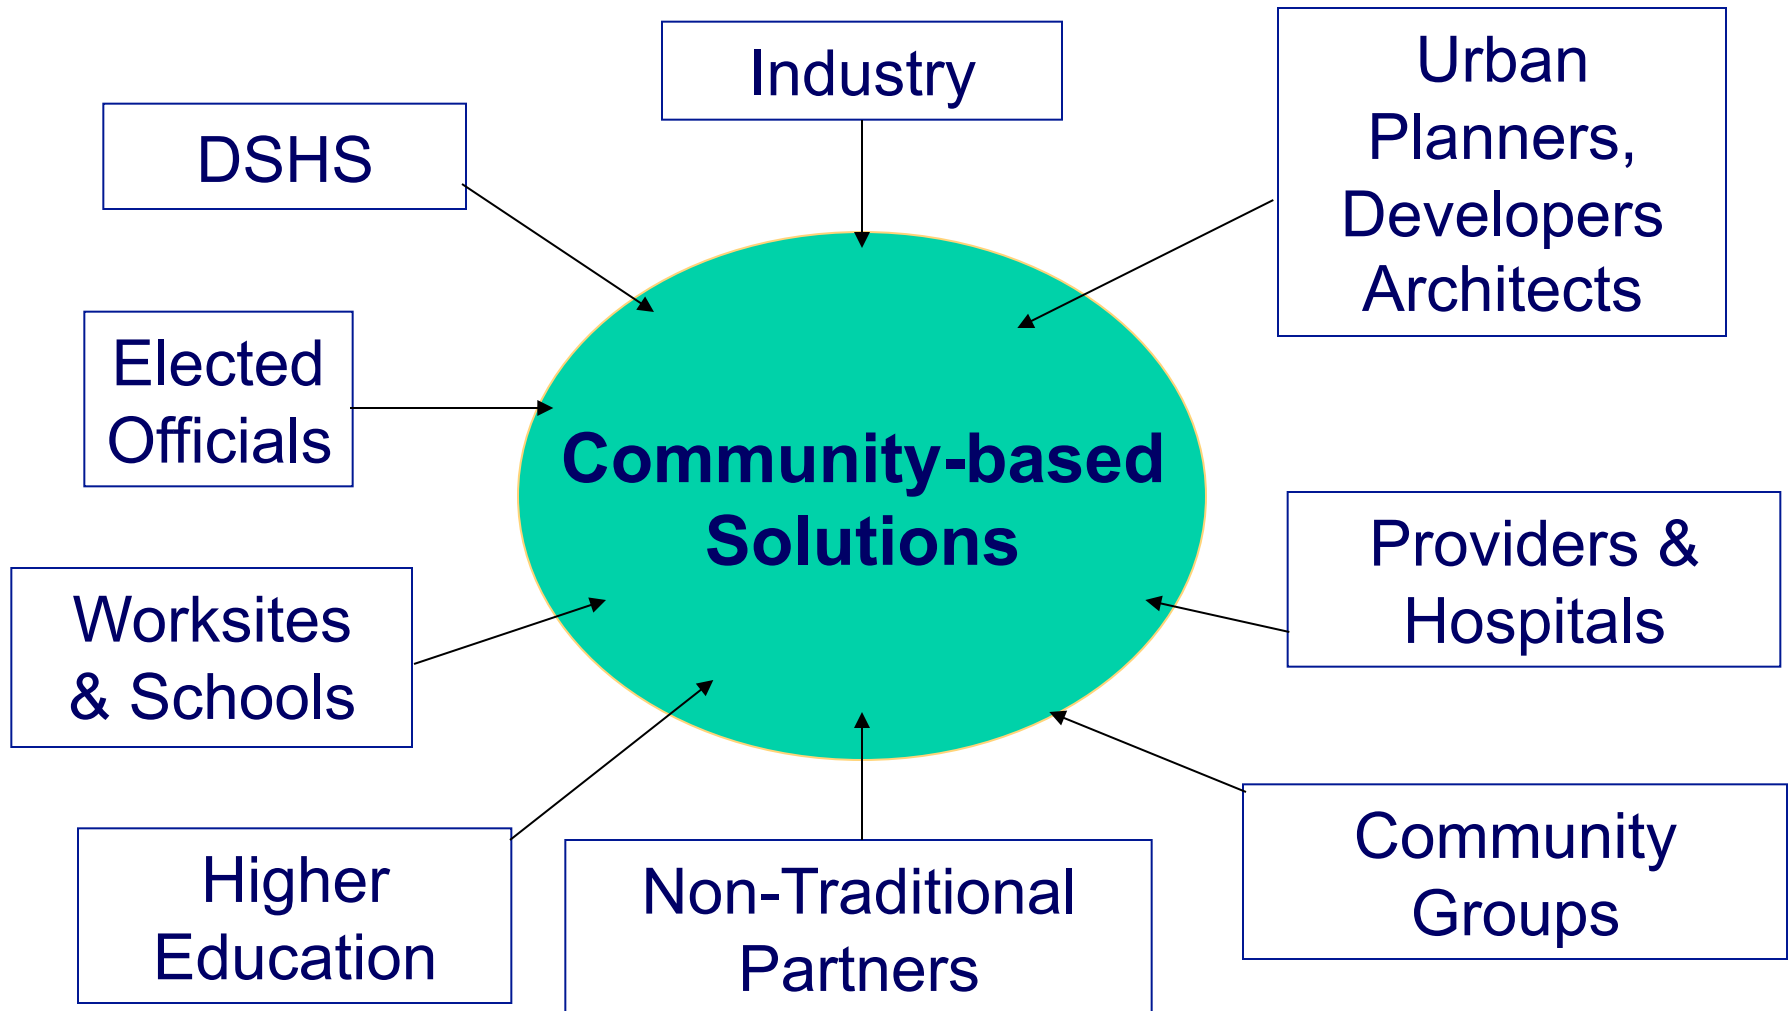 Industry
Urban
Planners,
Developers
Architects
DSHS
Elected
Officials
Community-based
Solutions
Providers &
Hospitals
Worksites
& Schools
Community
Groups
Higher
Education
Non-Traditional
Partners